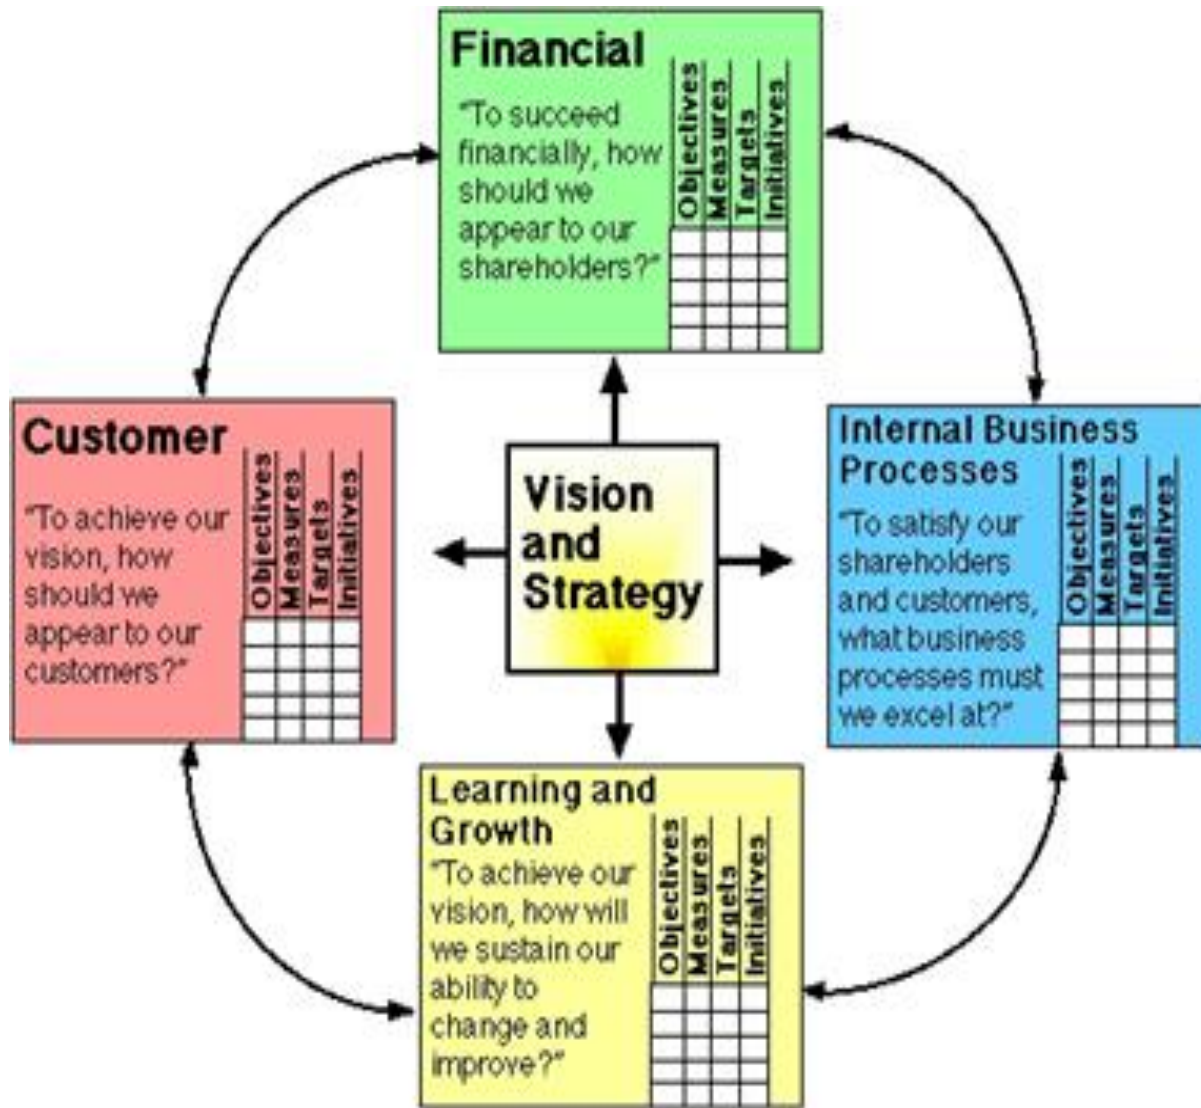 Financial
"To succeed
financially, how
should we
appear to our
shareholders?"
Objectives
Measures
Targets
Initiatives
Customer
"To achieve our
vision, how
should we
appear to our
customers?"
Objectives
Measures
Targets
Initiatives
Vision
and
Strategy
Internal Business
Processes
"To satisfy our
shareholders
and customers,
what business
processes must
we excel at?"
Objectives
Measures
Targets
Initiatives
Learning and
Growth
"To achieve our
vision, how will
we sustain our
ability to
change and
improve?"
Objectives
Measures
Targets
Initiatives